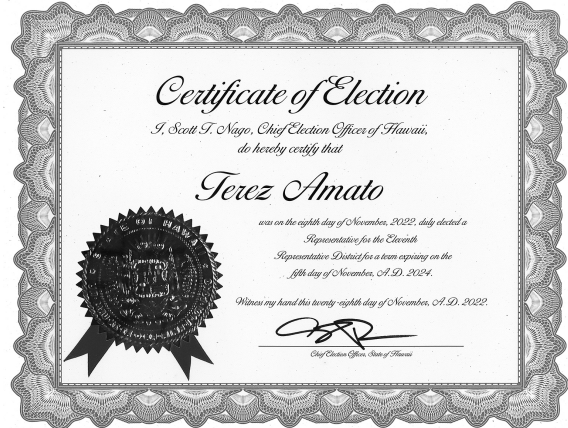 Certificate of Election
I, Scott T. Nago, Chief Election Officer of Hawaii,
do hereby certify that
Terez Amato
was on the eighth day of November, 2022, duly elected a
Representative for the Eleventh
Representative District for a term expiring on the
fifth day of November, A.D. 2024.
Witness my hand this twenty-eighth day of November, A.D. 2022.
Chief Election Officer, State of Hawaii